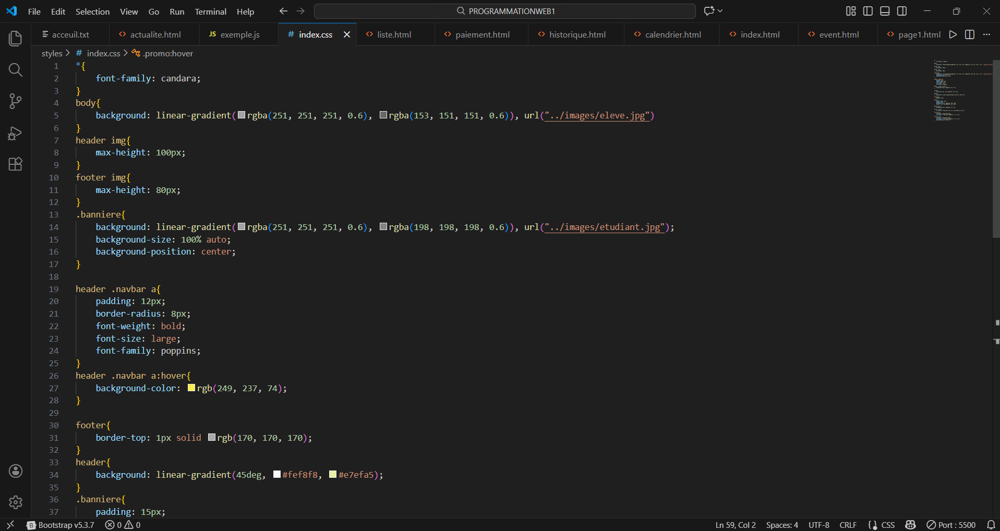 File Edit Selection View Go Run Terminal Help PROGRAMMATIONWEB1
acceuil.txt actualite.html JS exemple.js # index.css liste.html paiement.html historique.html calendrier.html index.html event.html page1.html
styles > # index.css > .promo:hover
1 *{
2 font-family: candara;
3 }
4 body{
5 background: linear-gradient(rgba(251, 251, 251, 0.6), rgba(153, 151, 151, 0.6)), url("../images/eleve.jpg")
6 }
7 header img{
8 max-height: 100px;
9 }
10 footer img{
11 max-height: 80px;
12 }
13 .banniere{
14 background: linear-gradient(rgba(251, 251, 251, 0.6), rgba(198, 198, 198, 0.6)), url("../images/etudiant.jpg");
15 background-size: 100% auto;
16 background-position: center;
17 }
18
19 header .navbar a{
20 padding: 12px;
21 border-radius: 8px;
22 font-weight: bold;
23 font-size: large;
24 font-family: poppins;
25 }
26 header .navbar a:hover{
27 background-color: rgb(249, 237, 74);
28 }
29
30 footer{
31 border-top: 1px solid rgb(170, 170, 170);
32 }
33 header{
34 background: linear-gradient(45deg, #fef8f8, #e7efa5);
35 }
36 .banniere{
37 padding: 15px;
Bootstrap v5.3.7 0 0 Ln 59, Col 2 Spaces: 4 UTF-8 CRLF {} CSS Port : 5500